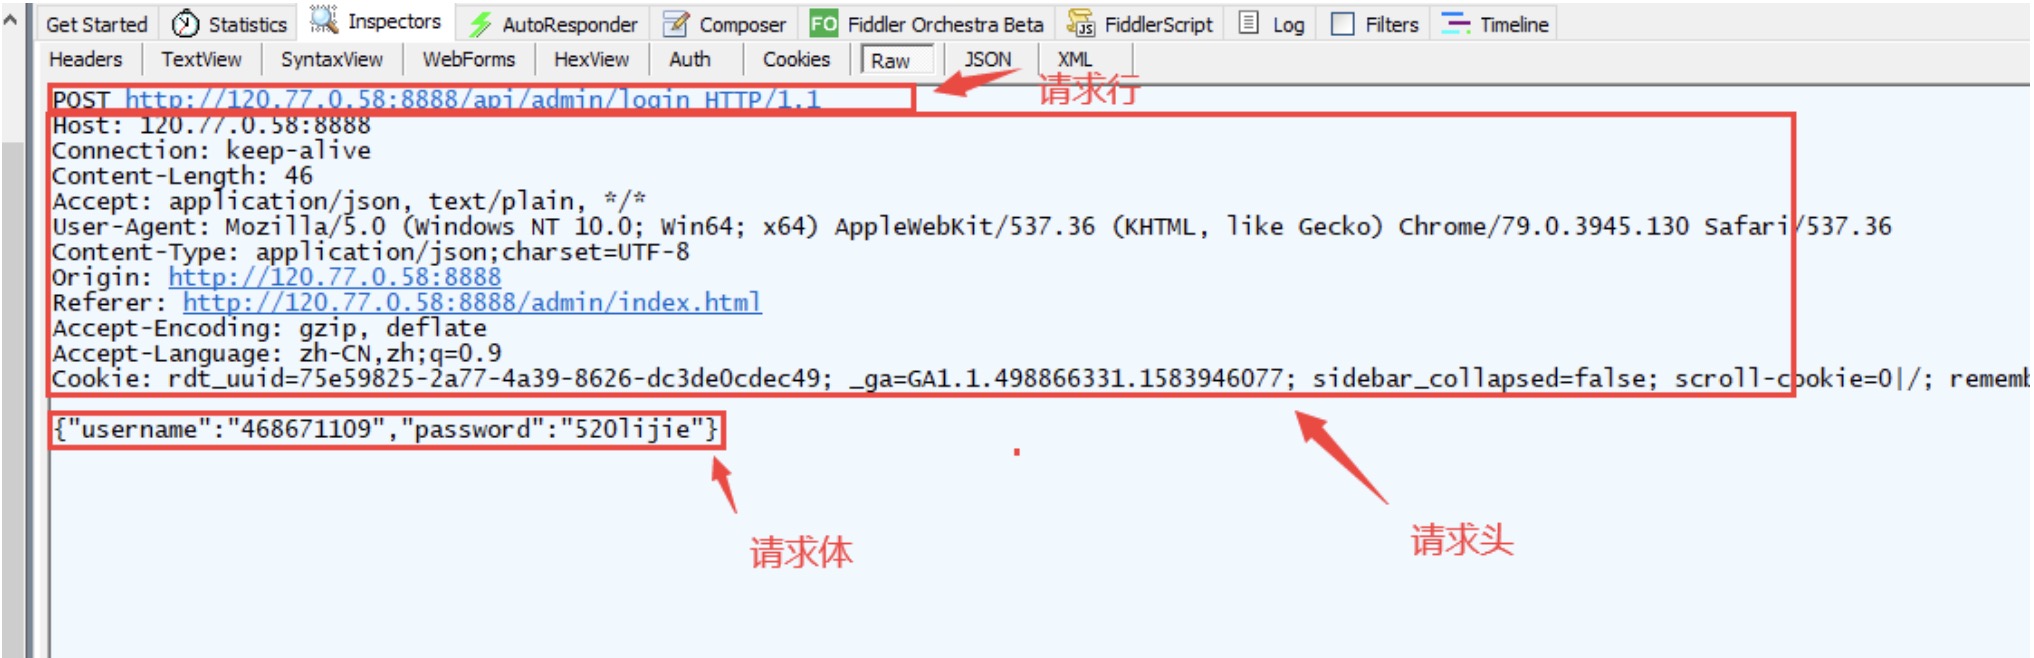 Get Started Statistics Inspectors AutoResponder Composer FO Fiddler Orchestra Beta JS FiddlerScript Log Filters Timeline
Headers TextView SyntaxView WebForms HexView Auth Cookies Raw JSON XML
请求行
POST http://120.77.0.58:8888/api/admin/login HTTP/1.1
Host: 120.77.0.58:8888
Connection: keep-alive
Content-Length: 46
Accept: application/json, text/plain, */*
User-Agent: Mozilla/5.0 (Windows NT 10.0; Win64; x64) AppleWebKit/537.36 (KHTML, like Gecko) Chrome/79.0.3945.130 Safari/537.36
Content-Type: application/json;charset=UTF-8
Origin: http://120.77.0.58:8888
Referer: http://120.77.0.58:8888/admin/index.html
Accept-Encoding: gzip, deflate
Accept-Language: zh-CN,zh;q=0.9
Cookie: rdt_uuid=75e59825-2a77-4a39-8626-dc3de0cdec49; _ga=GA1.1.498866331.1583946077; sidebar_collapsed=false; scroll-cookie=0|/; rememb
{"username":"468671109","password":"520lijie"}
请求体
请求头